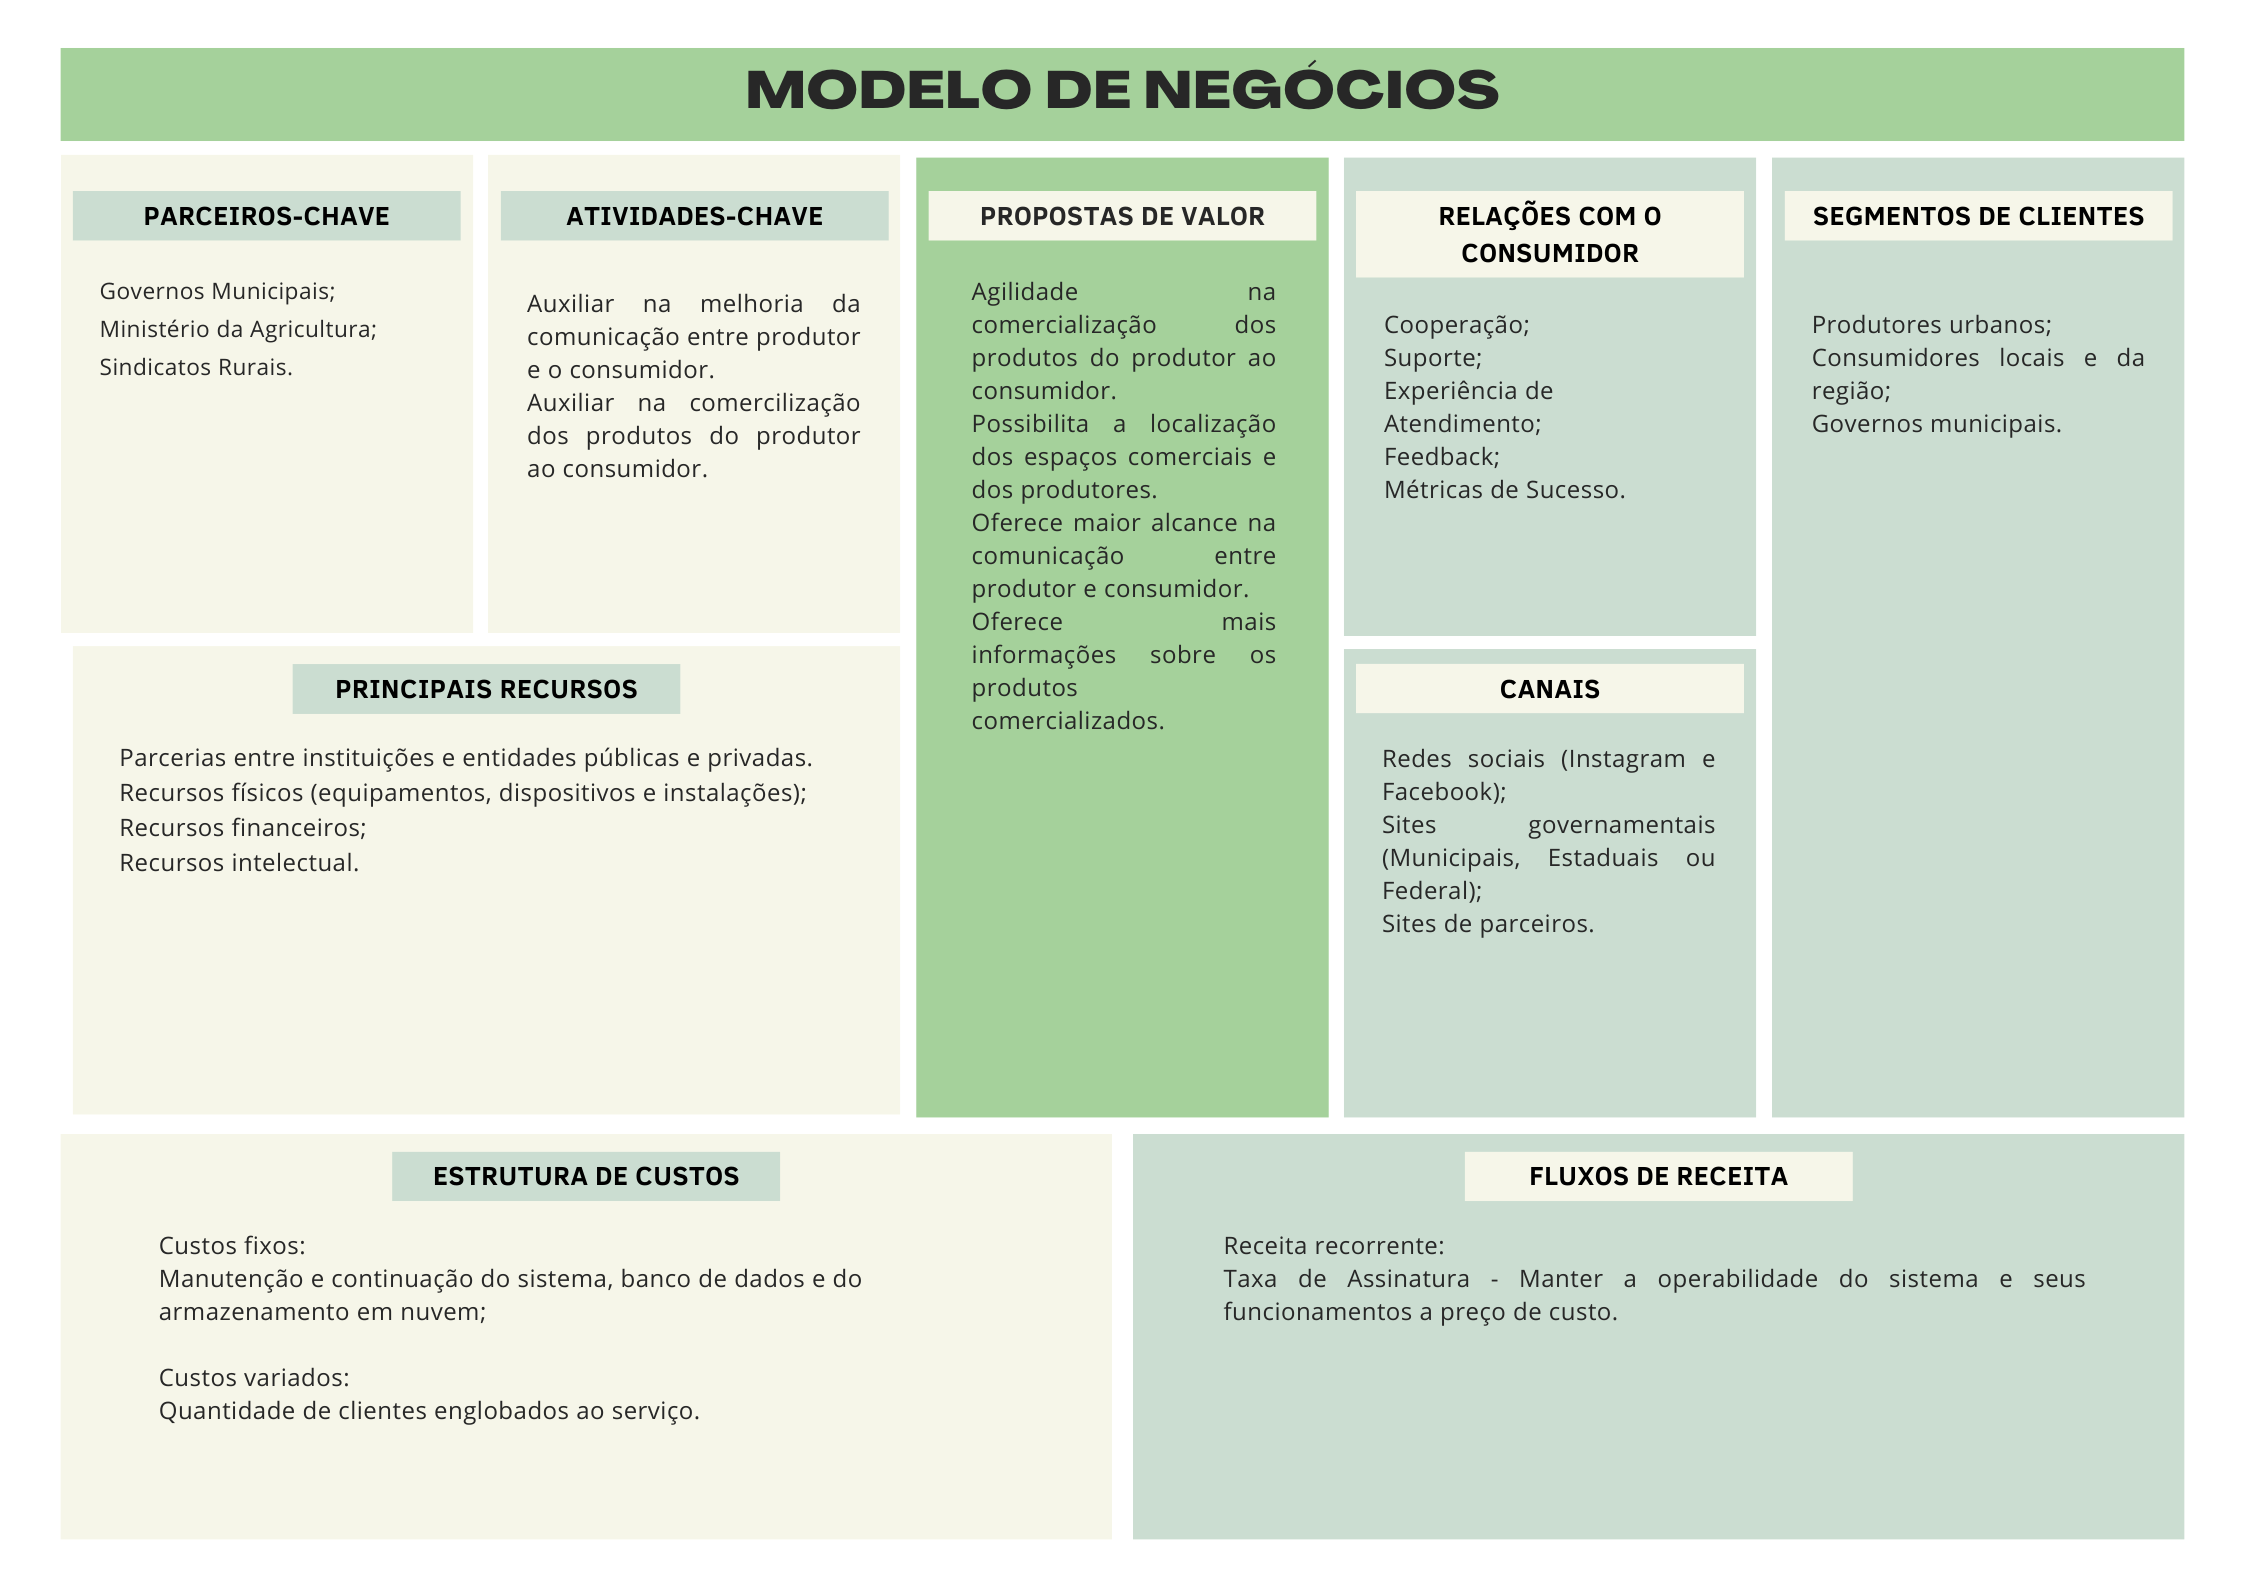 MODELO DE NEGÓCIOS
PARCEIROS-CHAVE
Governos Municipais;
Ministério da Agricultura;
Sindicatos Rurais.
ATIVIDADES-CHAVE
Auxiliar na melhoria da
comunicação entre produtor
e o consumidor.
Auxiliar na comercilização
dos produtos do produtor
ao consumidor.
PRINCIPAIS RECURSOS
Parcerias entre instituições e entidades públicas e privadas.
Recursos físicos (equipamentos, dispositivos e instalações);
Recursos financeiros;
Recursos intelectual.
PROPOSTAS DE VALOR
Agilidade na
comercialização dos
produtos do produtor ao
consumidor.
Possibilita a localização
dos espaços comerciais e
dos produtores.
Oferece maior alcance na
comunicação entre
produtor e consumidor.
Oferece mais
informações sobre os
produtos
comercializados.
RELAÇÕES COM O
CONSUMIDOR
Cooperação;
Suporte;
Experiência de
Atendimento;
Feedback;
Métricas de Sucesso.
CANAIS
Redes sociais (Instagram e
Facebook);
Sites governamentais
(Municipais, Estaduais ou
Federal);
Sites de parceiros.
SEGMENTOS DE CLIENTES
Produtores urbanos;
Consumidores locais e da
região;
Governos municipais.
ESTRUTURA DE CUSTOS
Custos fixos:
Manutenção e continuação do sistema, banco de dados e do
armazenamento em nuvem;
Custos variados:
Quantidade de clientes englobados ao serviço.
FLUXOS DE RECEITA
Receita recorrente:
Taxa de Assinatura - Manter a operabilidade do sistema e seus
funcionamentos a preço de custo.